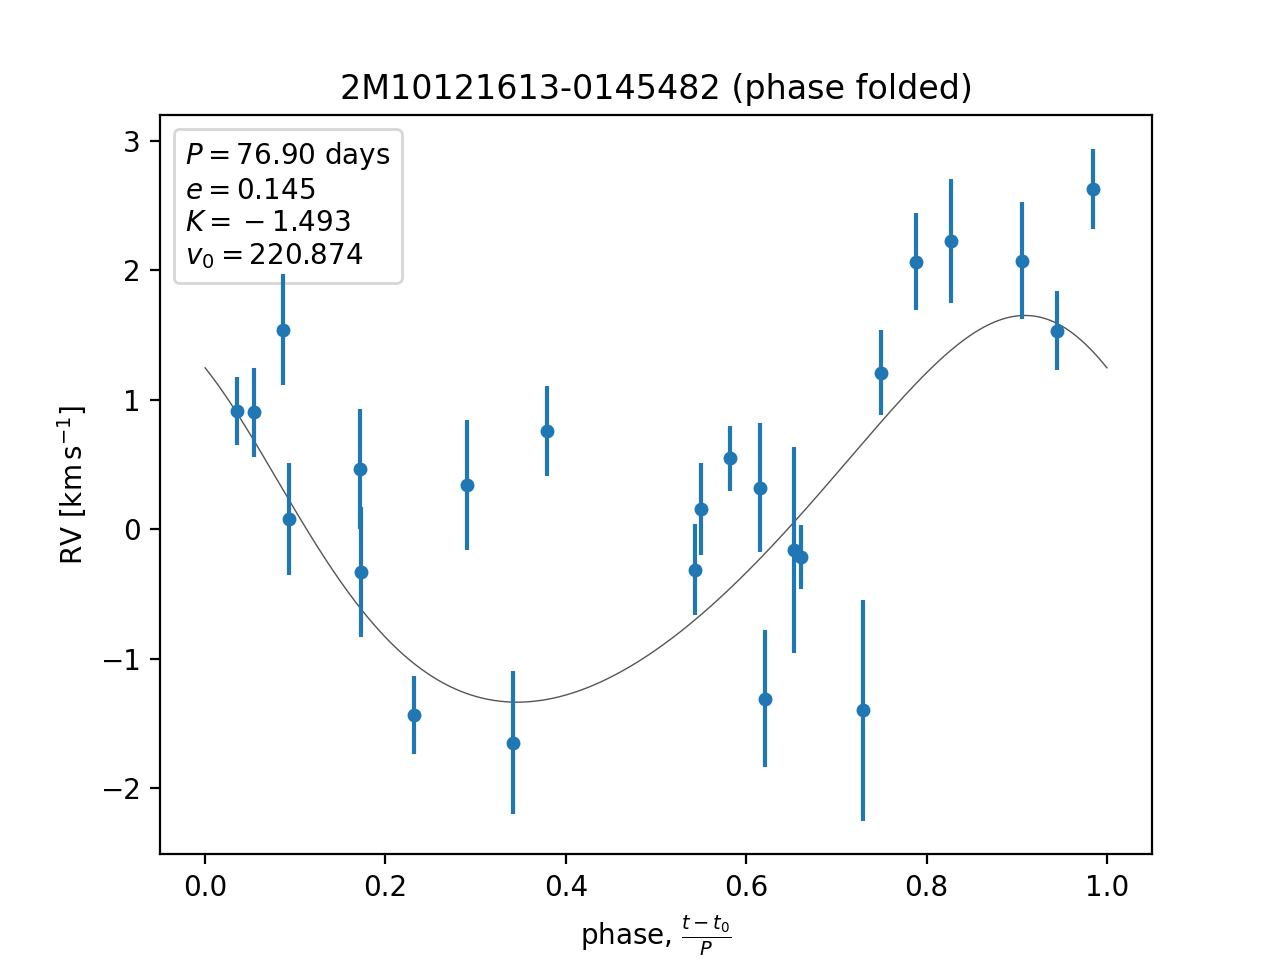 2M10121613-0145482 (phase folded)
P = 76.90 days
e = 0.145
K = −1.493
v₀ = 220.874
3
2
1
0
−1
−2
RV [km s⁻¹]
0.0 0.2 0.4 0.6 0.8 1.0
phase, (t − t₀)/P